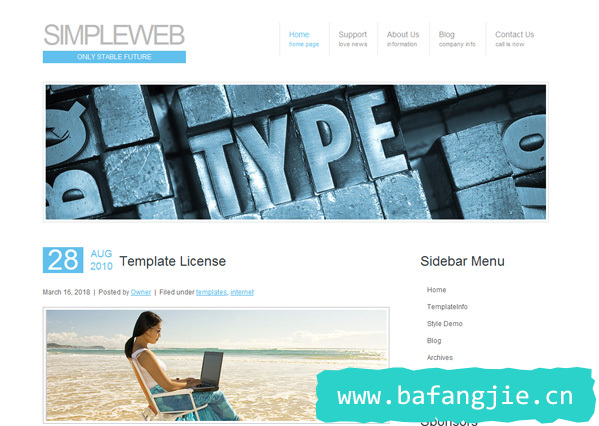 SIMPLEWEB
ONLY STABLE FUTURE
Home
home page
Support
love news
About Us
information
Blog
company info
Contact Us
call is now
BQ
TYPE
28
AUG
2010
Template License
March 16, 2018 | Posted by Owner | Filed under templates, internet
Sidebar Menu
Home
TemplateInfo
Style Demo
Blog
Archives
www.bafangjie.cn
Sponsors